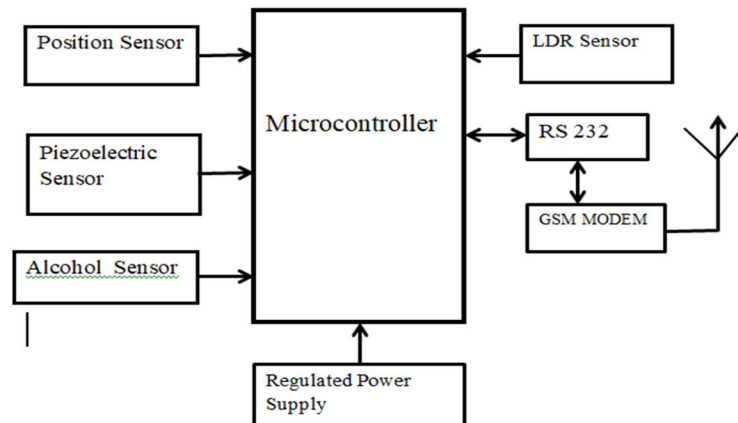 Position Sensor
LDR Sensor
Microcontroller
RS 232
Piezoelectric
Sensor
GSM MODEM
Alcohol Sensor
Regulated Power
Supply